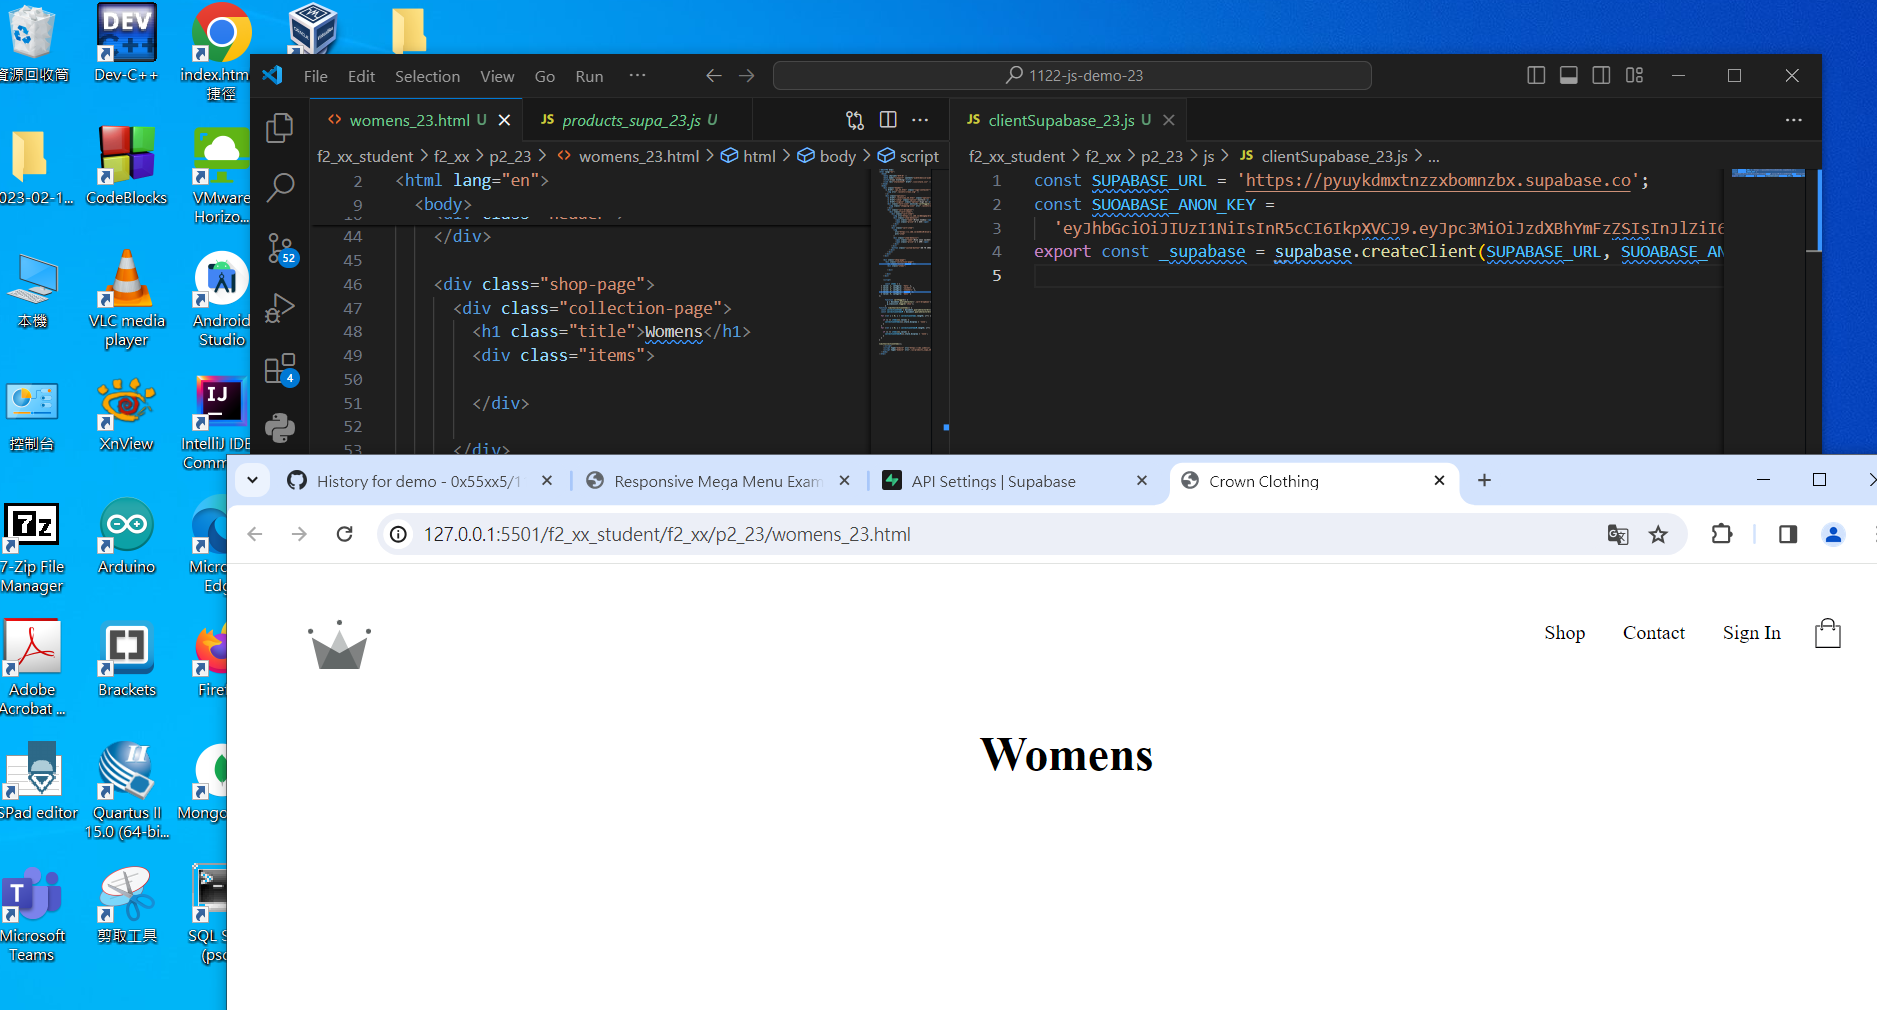 資源回收筒
Dev-C++
index.htm
捷徑
023-02-1...
CodeBlocks
VMware
Horizo...
本機
VLC media
player
Android
Studio
控制台
XnView
IntelliJ IDE
Comm
7-Zip File
Manager
Arduino
Micro
Edg
Adobe
Acrobat ...
Brackets
Firef
SPad editor
Quartus II
15.0 (64-bi...
Mongo
Microsoft
Teams
剪取工具
SQL S
(psq
File Edit Selection View Go Run ...
1122-js-demo-23
womens_23.html U
JS products_supa_23.js U
f2_xx_student > f2_xx > p2_23 > <> womens_23.html > html > body > script
2 <html lang="en">
9 <body>
44 </div>
45
46 <div class="shop-page">
47 <div class="collection-page">
48 <h1 class="title">Womens</h1>
49 <div class="items">
50
51 </div>
52
53 </div>
52
4
JS clientSupabase_23.js U
f2_xx_student > f2_xx > p2_23 > js > JS clientSupabase_23.js > ...
1 const SUPABASE_URL = 'https://pyuykdmxtnzzxbomnzbx.supabase.co';
2 const SUOABASE_ANON_KEY =
3 'eyJhbGciOiJIUzI1NiIsInR5cCI6IkpXVCJ9.eyJpc3MiOiJzdXBhYmFzZSIsInJlZiI6
4 export const _supabase = supabase.createClient(SUPABASE_URL, SUOABASE_AN
5
History for demo - 0x55xx5/1
Responsive Mega Menu Exam
API Settings | Supabase
Crown Clothing
127.0.0.1:5501/f2_xx_student/f2_xx/p2_23/womens_23.html
Shop
Contact
Sign In
Womens